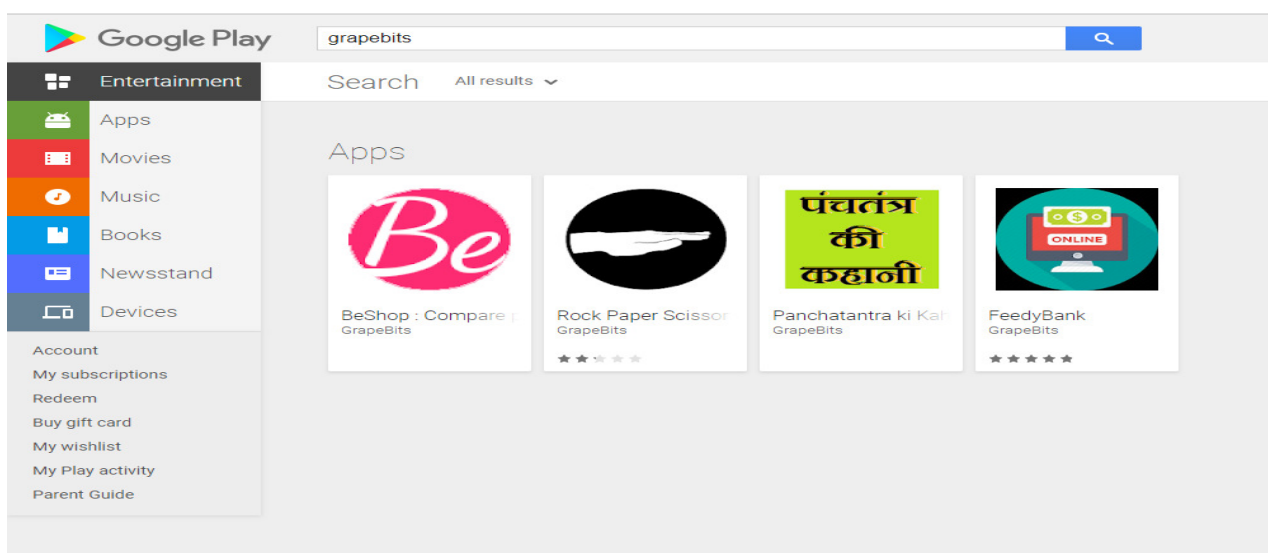 Google Play
grapebits
Entertainment
Search All results
Apps
Movies
Music
Books
Newsstand
Devices
Account
My subscriptions
Redeem
Buy gift card
My wishlist
My Play activity
Parent Guide
Apps
Be
BeShop : Compare
GrapeBits
Rock Paper Scissor
GrapeBits
पंचतंत्र
की
कहानी
Panchatantra ki Kah
GrapeBits
ONLINE
FeedyBank
GrapeBits